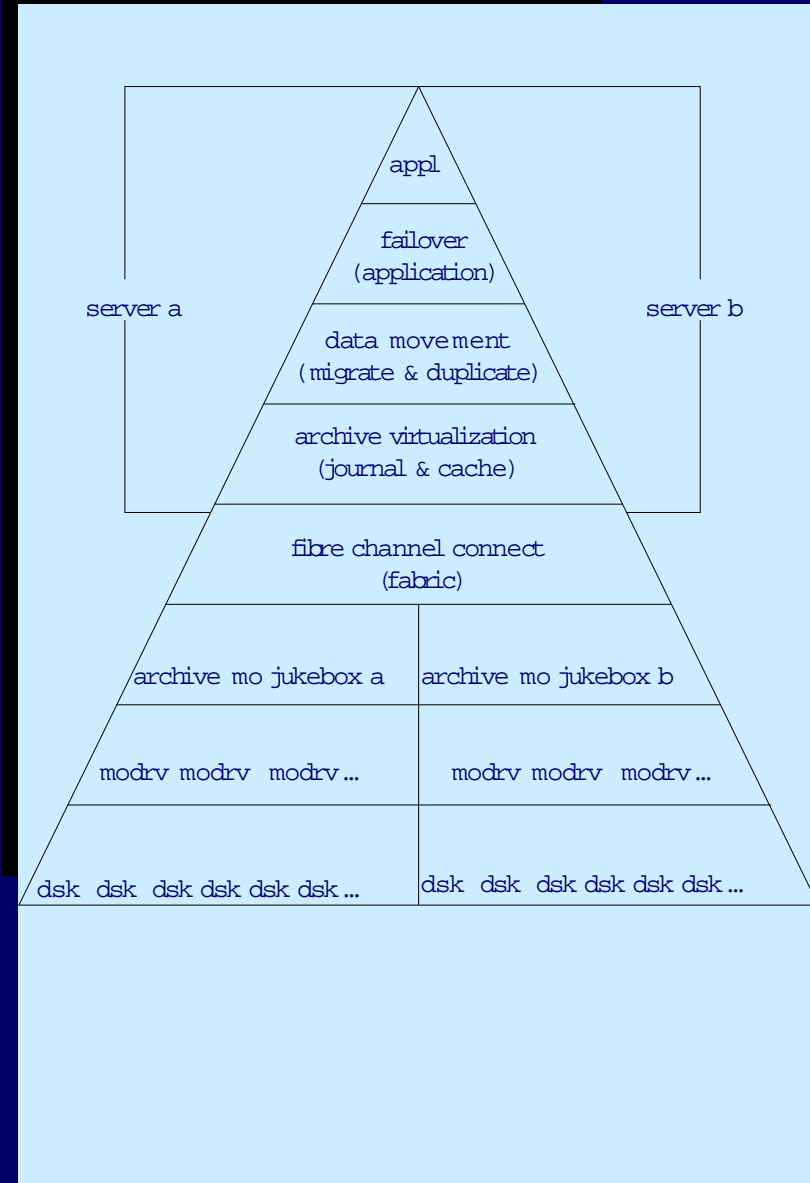 appl
failover
(application)
server a
server b
data movement
(migrate & duplicate)
archive virtualization
(journal & cache)
fibre channel connect
(fabric)
archive mo jukebox a
archive mo jukebox b
modrv modrv modrv...
modrv modrv modrv...
dsk dsk dsk dsk dsk dsk...
dsk dsk dsk dsk dsk dsk...